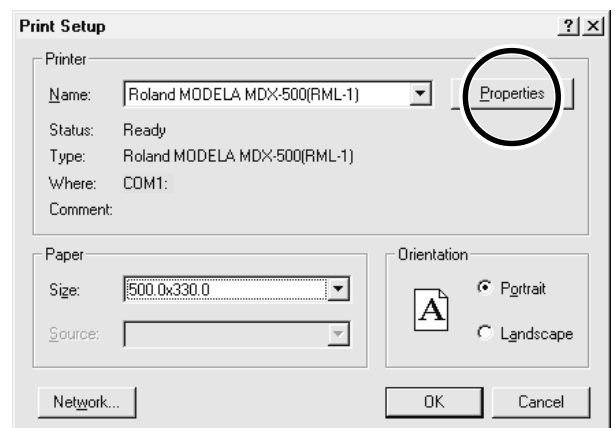 Print Setup
Printer
Name: Roland MODELA MDX-500(RML-1) Properties
Status: Ready
Type: Roland MODELA MDX-500(RML-1)
Where: COM1:
Comment:
Paper
Size: 500.0x330.0
Source:
Orientation
A
Portrait
Landscape
Network... OK Cancel